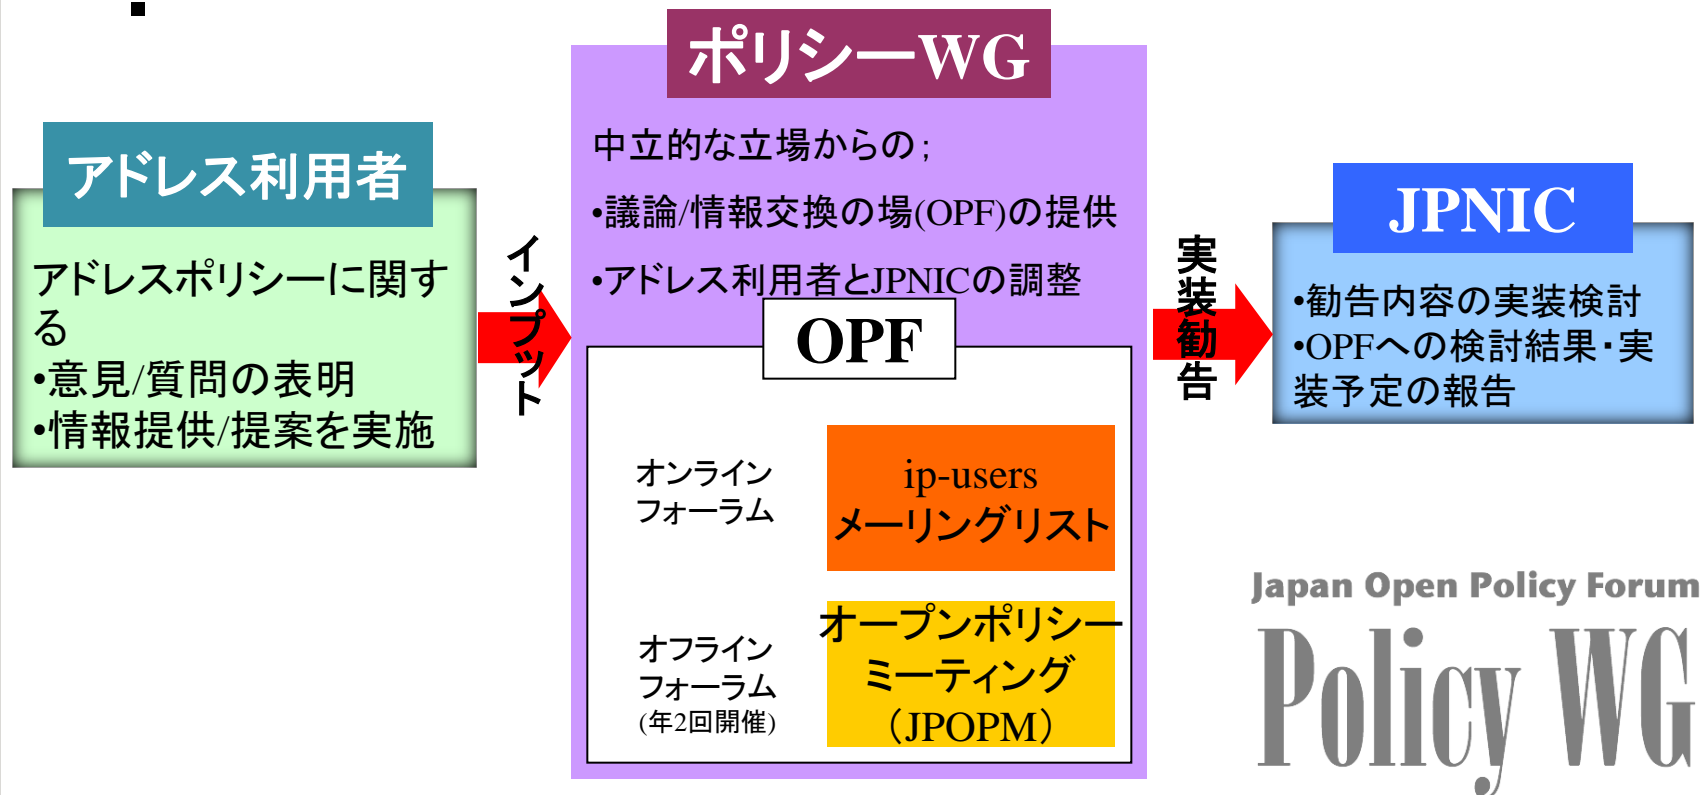 アドレス利用者
アドレスポリシーに関す
る
•意見/質問の表明
•情報提供/提案を実施
インプット
ポリシーWG
中立的な立場からの;
•議論/情報交換の場(OPF)の提供
•アドレス利用者とJPNICの調整
OPF
オンライン
フォーラム
ip-users
メーリングリスト
オフライン
フォーラム
(年2回開催)
オープンポリシー
ミーティング
（JPOPM）
実装勧告
JPNIC
•勧告内容の実装検討
•OPFへの検討結果・実
装予定の報告
Japan Open Policy Forum
Policy WG